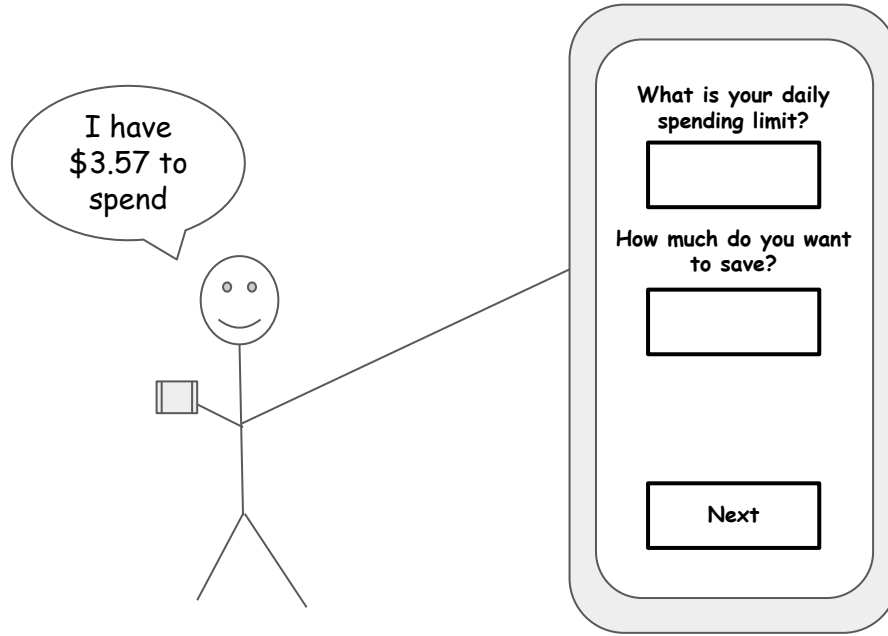 I have
$3.57 to
spend
What is your daily
spending limit?
How much do you want
to save?
Next